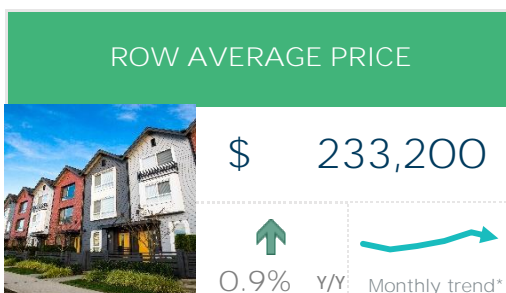 ROW AVERAGE PRICE
$ 233,200
0.9% Y/Y
Monthly trend*